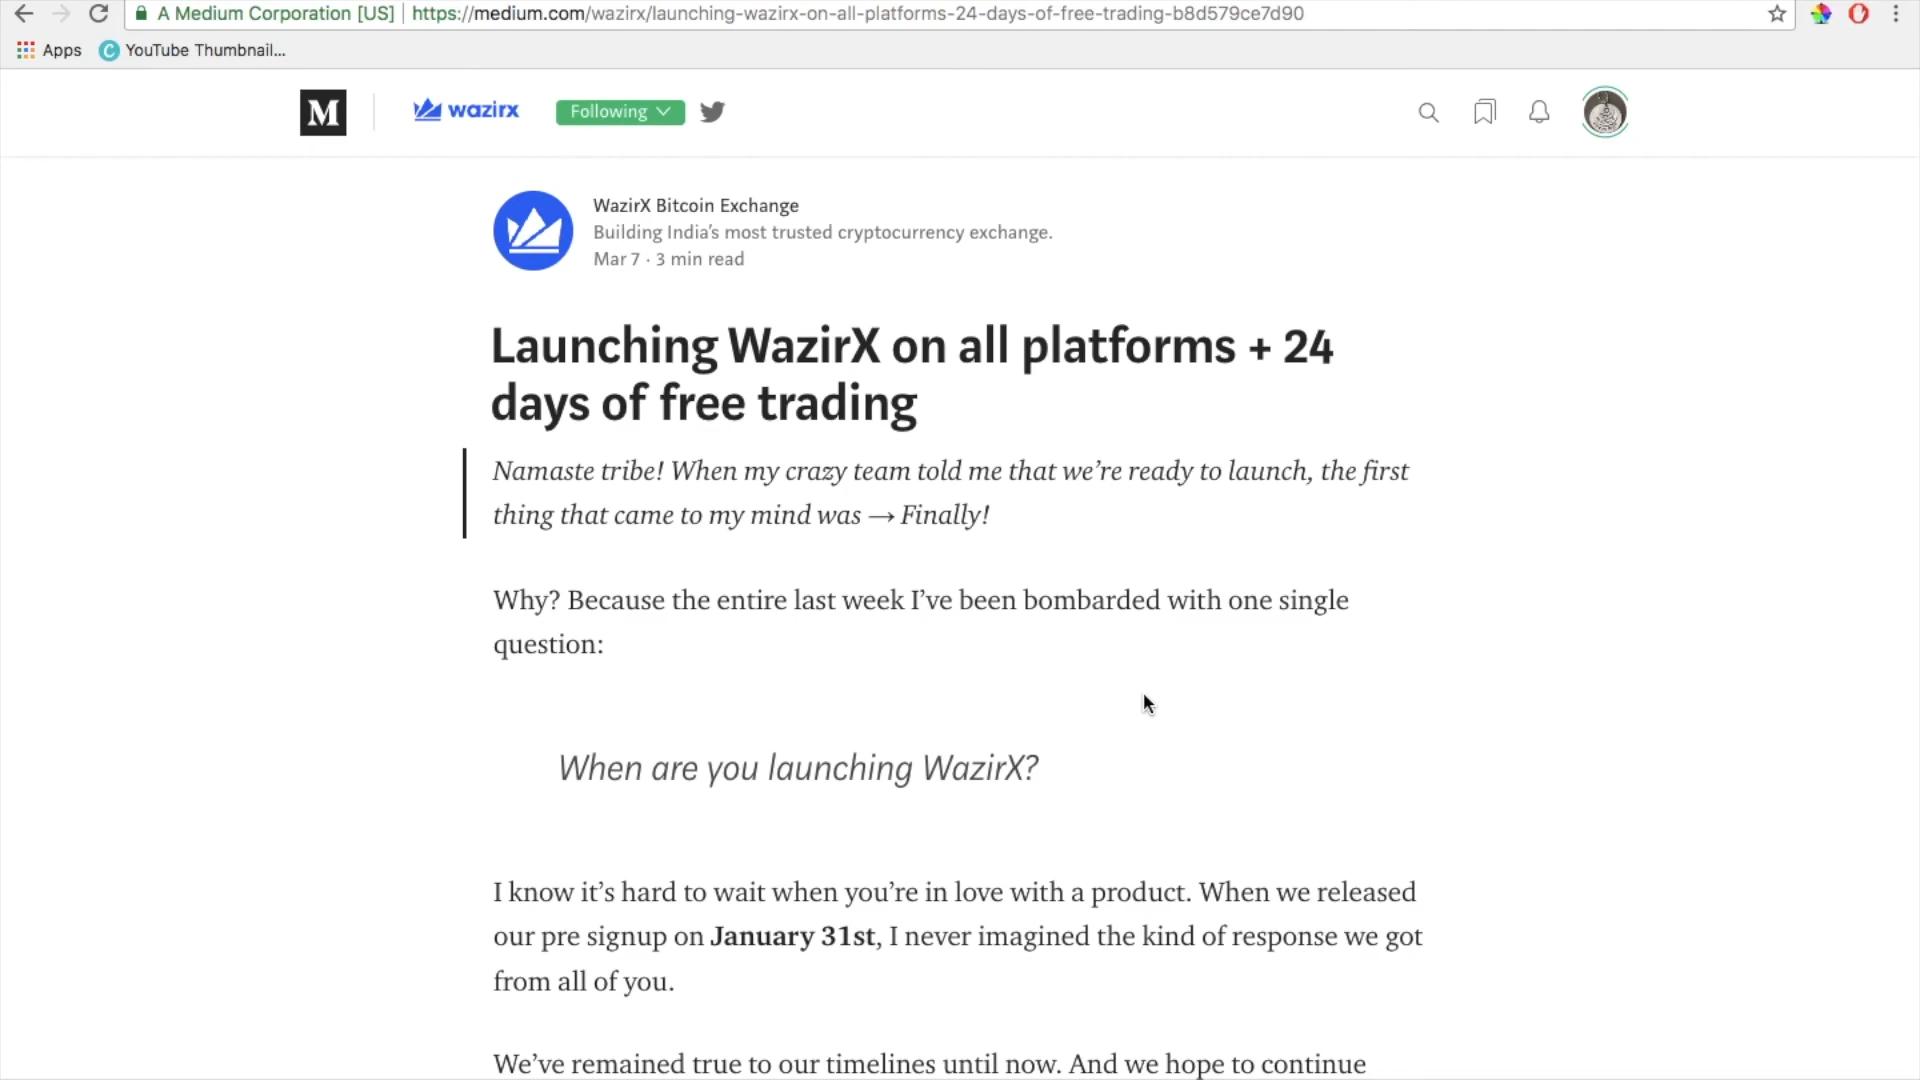 A Medium Corporation [US] | https://medium.com/wazirx/launching-wazirx-on-all-platforms-24-days-of-free-trading-b8d579ce7d90
Apps YouTube Thumbnail...
M wazirx Following
WazirX Bitcoin Exchange
Building India's most trusted cryptocurrency exchange.
Mar 7 · 3 min read
Launching WazirX on all platforms + 24
days of free trading
Namaste tribe! When my crazy team told me that we're ready to launch, the first
thing that came to my mind was → Finally!
Why? Because the entire last week I've been bombarded with one single
question:
When are you launching WazirX?
I know it's hard to wait when you're in love with a product. When we released
our pre signup on January 31st, I never imagined the kind of response we got
from all of you.
We've remained true to our timelines until now. And we hope to continue